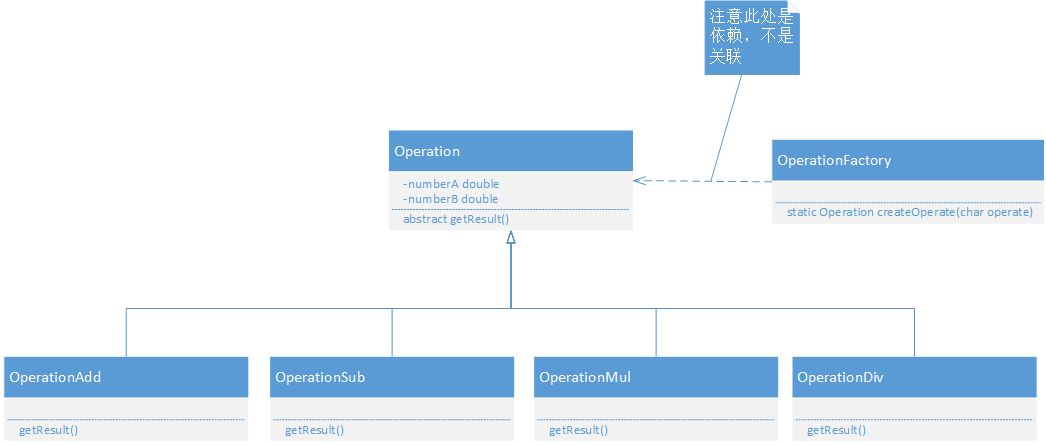 注意此处是
依赖，不是
关联
Operation
-numberA double
-numberB double
abstract getResult()
OperationFactory
static Operation createOperate(char operate)
OperationAdd
getResult()
OperationSub
getResult()
OperationMul
getResult()
OperationDiv
getResult()